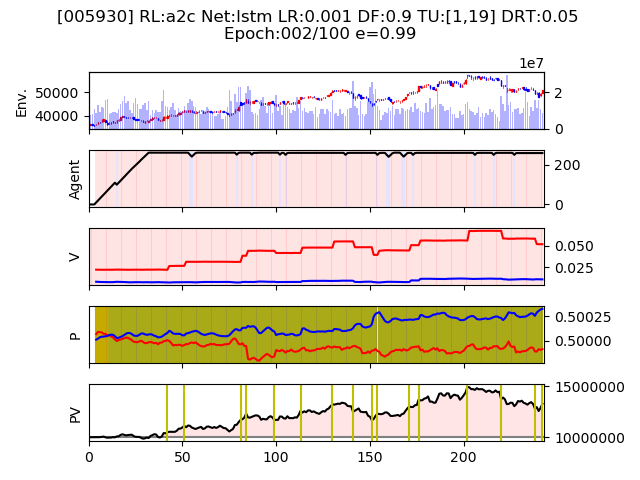 [005930] RL:a2c Net:lstm LR:0.001 DF:0.9 TU:[1,19] DRT:0.05
Epoch:002/100 e=0.99
1e7
Env.
50000
40000
2
0
Agent
200
0
V
0.050
0.025
P
0.50025
0.50000
PV
15000000
10000000
0 50 100 150 200